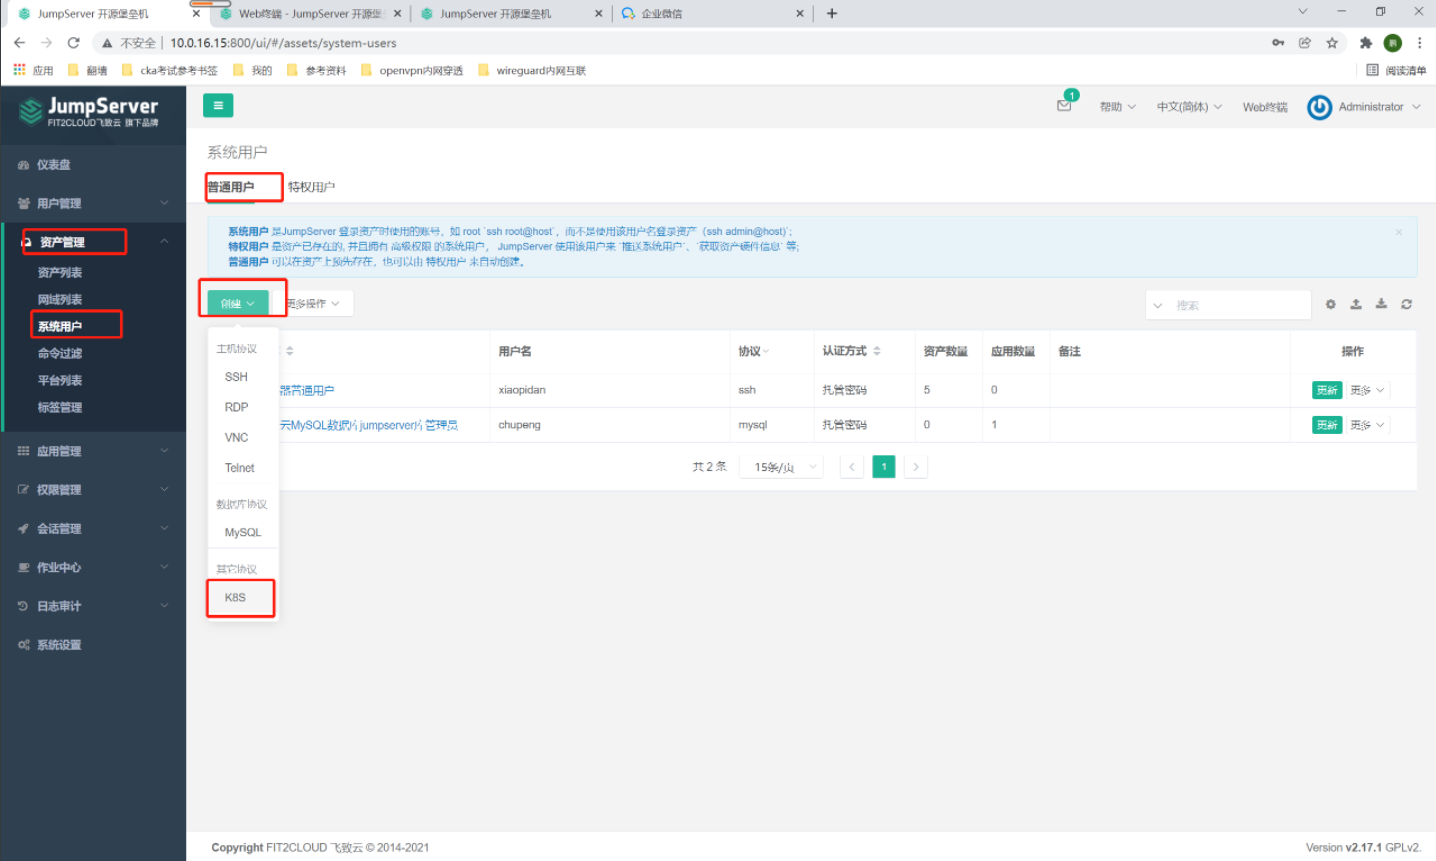 JumpServer 开源堡垒机
Web终端 - JumpServer 开源堡
JumpServer 开源堡垒机
企业微信
不安全 | 10.0.16.15:800/ui/#/assets/system-users
应用
翻墙
cka考试参考书签
我的
参考资料
openvpn内网穿透
wireguard内网互联
阅读清单
JumpServer
FIT2CLOUD飞致云 旗下品牌
1
帮助
中文(简体)
Web终端
Administrator
仪表盘
用户管理
资产管理
资产列表
网域列表
系统用户
命令过滤
平台列表
标签管理
应用管理
权限管理
会话管理
作业中心
日志审计
系统设置
系统用户
普通用户
特权用户
系统用户 是JumpServer 登录资产时使用的账号，如 root `ssh root@host`，而不是使用该用户名登录资产（ssh admin@host)`;
特权用户 是资产已存在的, 并且拥有 高级权限 的系统用户， JumpServer 使用该用户来 `推送系统用户`、`获取资产硬件信息` 等;
普通用户 可以在资产上预先存在，也可以由 特权用户 来自动创建。
创建
更多操作
搜索
主机协议
SSH
RDP
VNC
Telnet
数据库协议
MySQL
其它协议
K8S
用户名
协议
认证方式
资产数量
应用数量
备注
操作
器普通用户
xiaopidan
ssh
托管密码
5
0
更新
更多
云MySQL数据库jumpserver库管理员
chupeng
mysql
托管密码
0
1
更新
更多
共 2 条
15条/页
1
Copyright FIT2CLOUD 飞致云 © 2014-2021
Version v2.17.1 GPLv2.